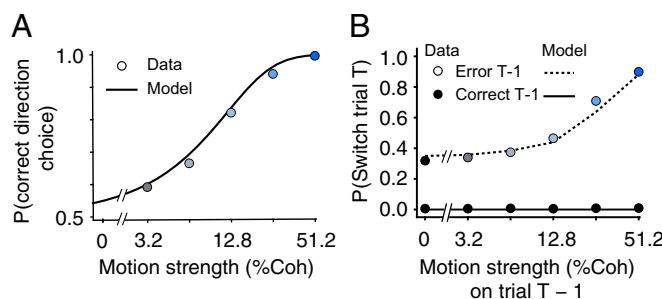 A
P(correct direction
choice)
1.0
0.5
Data
Model
0
3.2
12.8
51.2
Motion strength (%Coh)
B
P(Switch trial T)
1.0
0.8
0.6
0.4
0.2
0.0
Data Model
Error T-1
Correct T-1
0
3.2
12.8
51.2
Motion strength (%Coh)
on trial T − 1